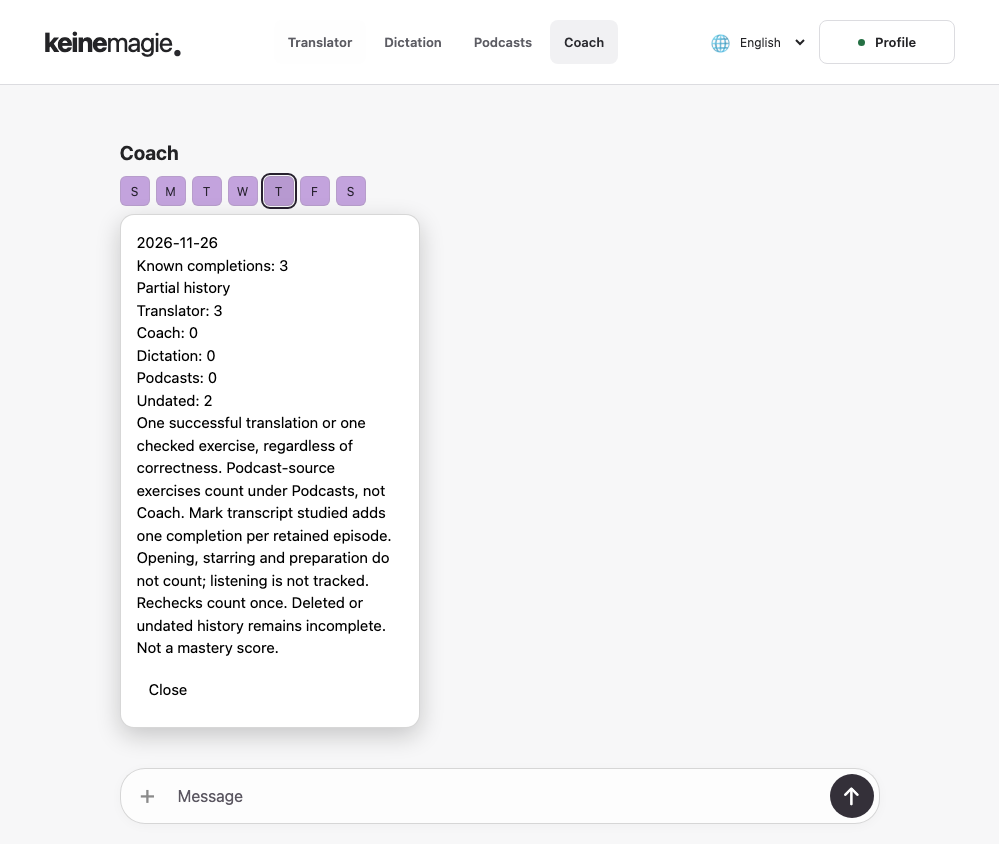 keinemagie.
Translator Dictation Podcasts Coach English Profile
Coach
S M T W T F S
2026-11-26
Known completions: 3
Partial history
Translator: 3
Coach: 0
Dictation: 0
Podcasts: 0
Undated: 2
One successful translation or one
checked exercise, regardless of
correctness. Podcast-source
exercises count under Podcasts, not
Coach. Mark transcript studied adds
one completion per retained episode.
Opening, starring and preparation do
not count; listening is not tracked.
Rechecks count once. Deleted or
undated history remains incomplete.
Not a mastery score.
Close
Message